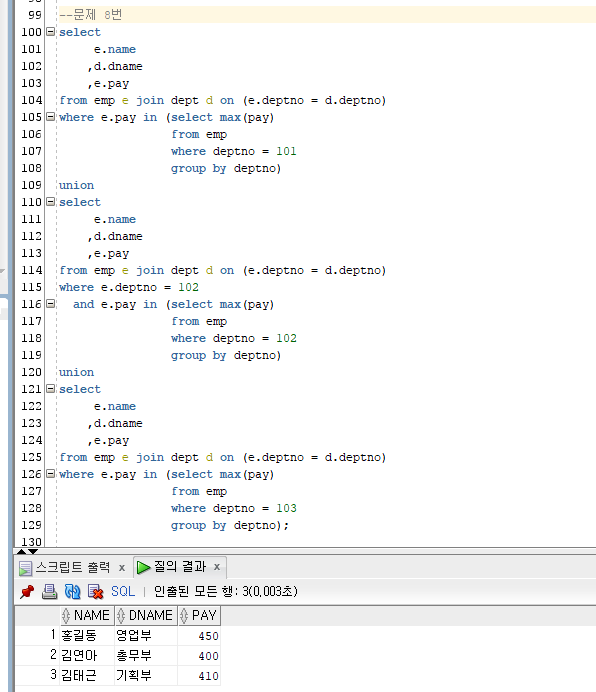 99 --문제 8번
100 select
101 e.name
102 ,d.dname
103 ,e.pay
104 from emp e join dept d on (e.deptno = d.deptno)
105 where e.pay in (select max(pay)
106 from emp
107 where deptno = 101
108 group by deptno)
109 union
110 select
111 e.name
112 ,d.dname
113 ,e.pay
114 from emp e join dept d on (e.deptno = d.deptno)
115 where e.deptno = 102
116 and e.pay in (select max(pay)
117 from emp
118 where deptno = 102
119 group by deptno)
120 union
121 select
122 e.name
123 ,d.dname
124 ,e.pay
125 from emp e join dept d on (e.deptno = d.deptno)
126 where e.pay in (select max(pay)
127 from emp
128 where deptno = 103
129 group by deptno);
130
스크립트 출력 x 질의 결과 x
SQL | 인출된 모든 행: 3(0,003초)
NAME DNAME PAY
1 홍길동 영업부 450
2 김연아 총무부 400
3 김태근 기획부 410